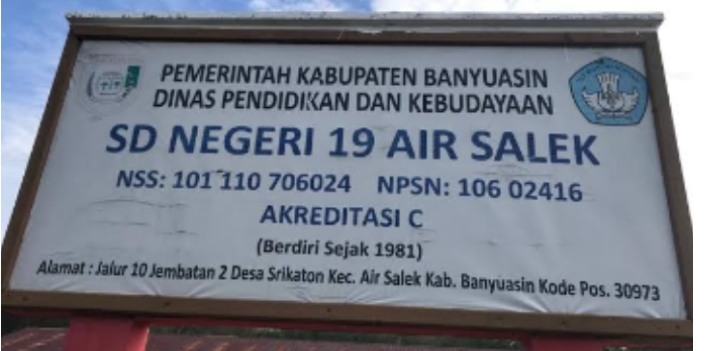 PEMERINTAH KABUPATEN BANYUASIN
DINAS PENDIDIKAN DAN KEBUDAYAAN
SD NEGERI 19 AIR SALEK
NSS: 101 110 706024 NPSN: 106 02416
AKREDITASI C
(Berdiri Sejak 1981)
Alamat : Jalur 10 Jembatan 2 Desa Srikaton Kec. Air Salek Kab. Banyuasin Kode Pos. 30973